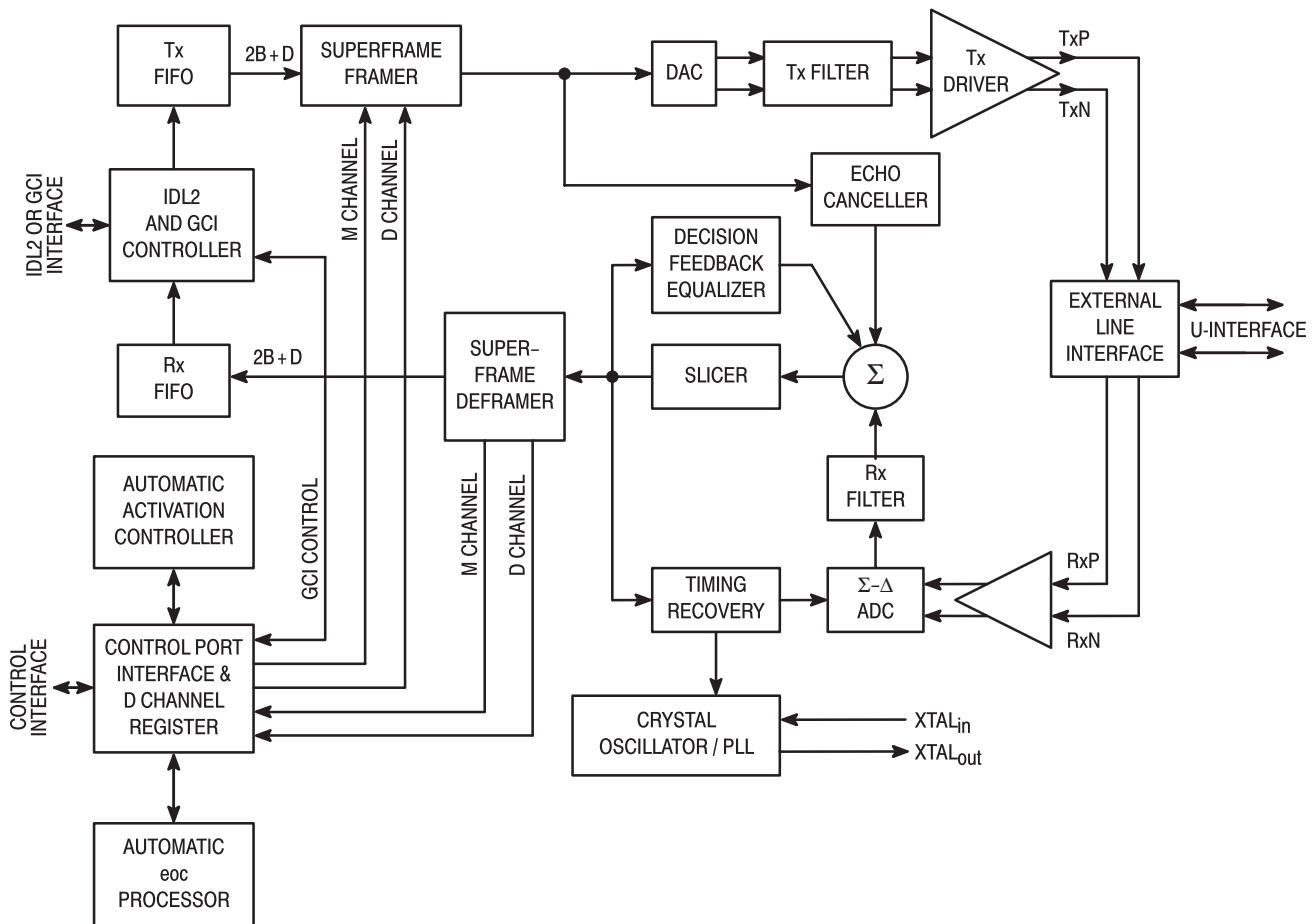 Tx
FIFO
2B+D
SUPERFRAME
FRAMER
DAC
Tx FILTER
Tx
DRIVER
TxP
TxN
IDL2 OR GCI
INTERFACE
IDL2
AND GCI
CONTROLLER
M CHANNEL
D CHANNEL
ECHO
CANCELLER
DECISION
FEEDBACK
EQUALIZER
EXTERNAL
LINE
INTERFACE
U-INTERFACE
Rx
FIFO
2B+D
SUPER–
FRAME
DEFRAMER
SLICER
Σ
Rx
FILTER
AUTOMATIC
ACTIVATION
CONTROLLER
GCI CONTROL
M CHANNEL
D CHANNEL
TIMING
RECOVERY
Σ–Δ
ADC
RxP
RxN
CONTROL
INTERFACE
CONTROL PORT
INTERFACE &
D CHANNEL
REGISTER
CRYSTAL
OSCILLATOR / PLL
XTALin
XTALout
AUTOMATIC
eoc
PROCESSOR